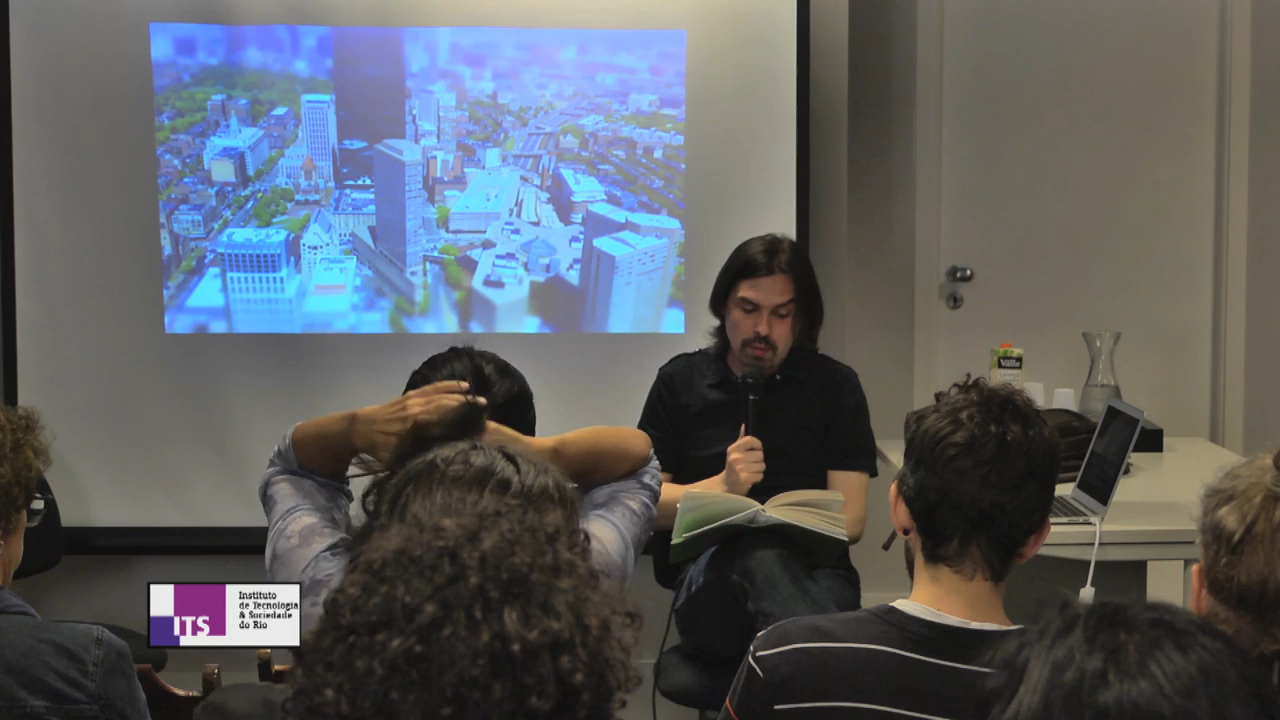 Instituto
de Tecnologia
& Sociedade
do Rio
ITS